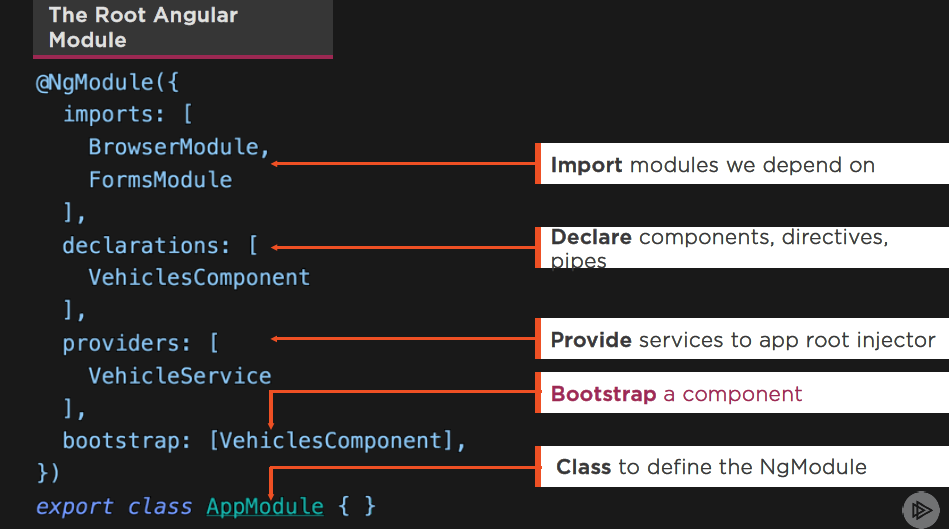 The Root Angular
Module
@NgModule({
imports: [
BrowserModule,
FormsModule
],
declarations: [
VehiclesComponent
],
providers: [
VehicleService
],
bootstrap: [VehiclesComponent],
})
export class AppModule { }
Import modules we depend on
Declare components, directives,
pipes
Provide services to app root injector
Bootstrap a component
Class to define the NgModule